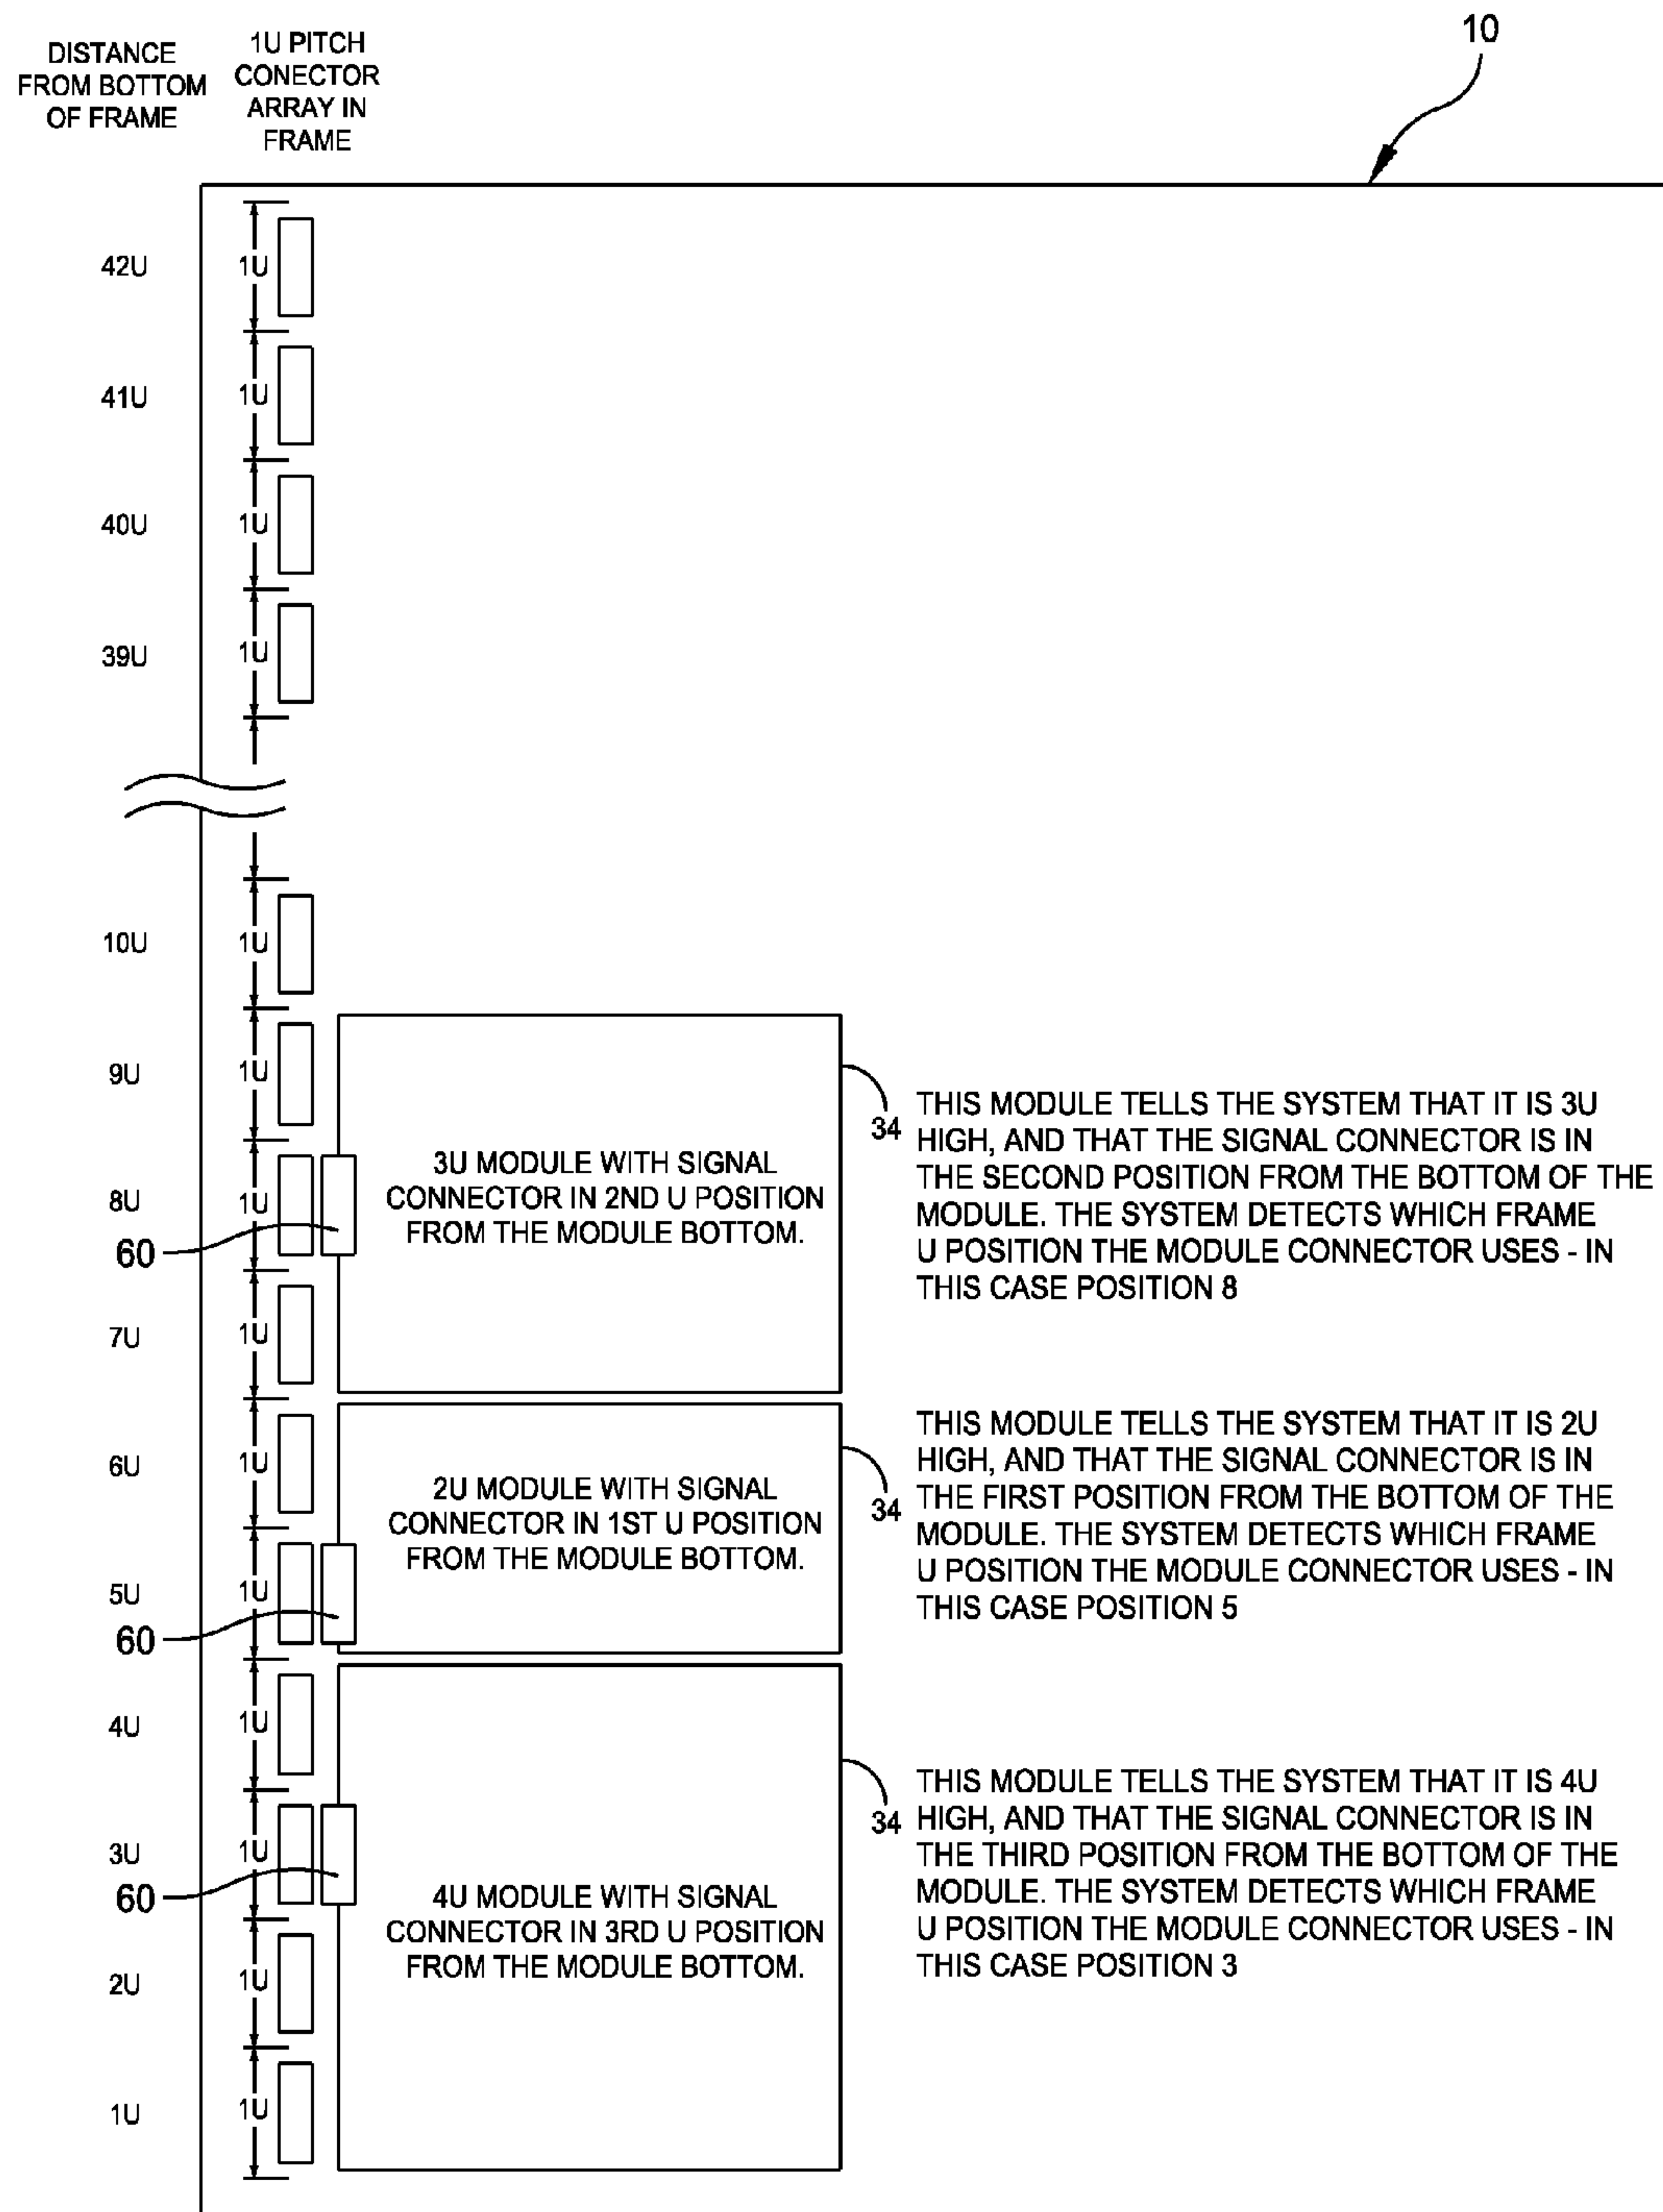 10
DISTANCE
FROM BOTTOM
OF FRAME
1U PITCH
CONECTOR
ARRAY IN
FRAME
42U
1U
41U
1U
40U
1U
39U
1U
10U
1U
9U
1U
8U
1U
60
7U
1U
3U MODULE WITH SIGNAL
CONNECTOR IN 2ND U POSITION
FROM THE MODULE BOTTOM.
34
THIS MODULE TELLS THE SYSTEM THAT IT IS 3U
HIGH, AND THAT THE SIGNAL CONNECTOR IS IN
THE SECOND POSITION FROM THE BOTTOM OF THE
MODULE. THE SYSTEM DETECTS WHICH FRAME
U POSITION THE MODULE CONNECTOR USES - IN
THIS CASE POSITION 8
6U
1U
5U
1U
60
2U MODULE WITH SIGNAL
CONNECTOR IN 1ST U POSITION
FROM THE MODULE BOTTOM.
34
THIS MODULE TELLS THE SYSTEM THAT IT IS 2U
HIGH, AND THAT THE SIGNAL CONNECTOR IS IN
THE FIRST POSITION FROM THE BOTTOM OF THE
MODULE. THE SYSTEM DETECTS WHICH FRAME
U POSITION THE MODULE CONNECTOR USES - IN
THIS CASE POSITION 5
4U
1U
3U
1U
60
2U
1U
1U
1U
4U MODULE WITH SIGNAL
CONNECTOR IN 3RD U POSITION
FROM THE MODULE BOTTOM.
34
THIS MODULE TELLS THE SYSTEM THAT IT IS 4U
HIGH, AND THAT THE SIGNAL CONNECTOR IS IN
THE THIRD POSITION FROM THE BOTTOM OF THE
MODULE. THE SYSTEM DETECTS WHICH FRAME
U POSITION THE MODULE CONNECTOR USES - IN
THIS CASE POSITION 3